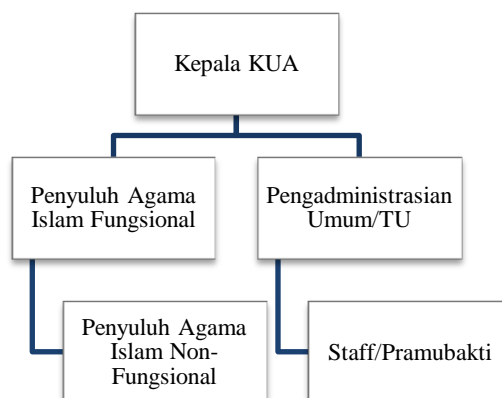 Kepala KUA
Penyuluh Agama
Islam Fungsional
Pengadministrasian
Umum/TU
Penyuluh Agama
Islam Non-
Fungsional
Staff/Pramubakti